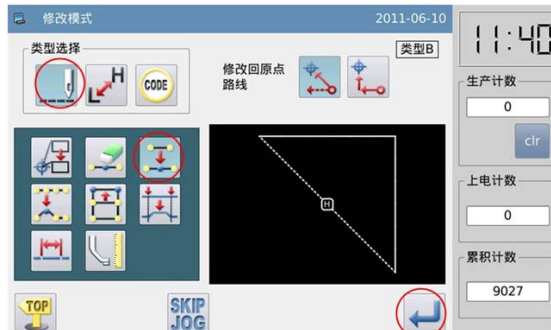 修改模式
2011-06-10
类型选择
H
L
CODE
修改回原点
路线
类型B
H
TOP
SKIP
JOG
11:40
生产计数
0
clr
上电计数
0
累积计数
9027